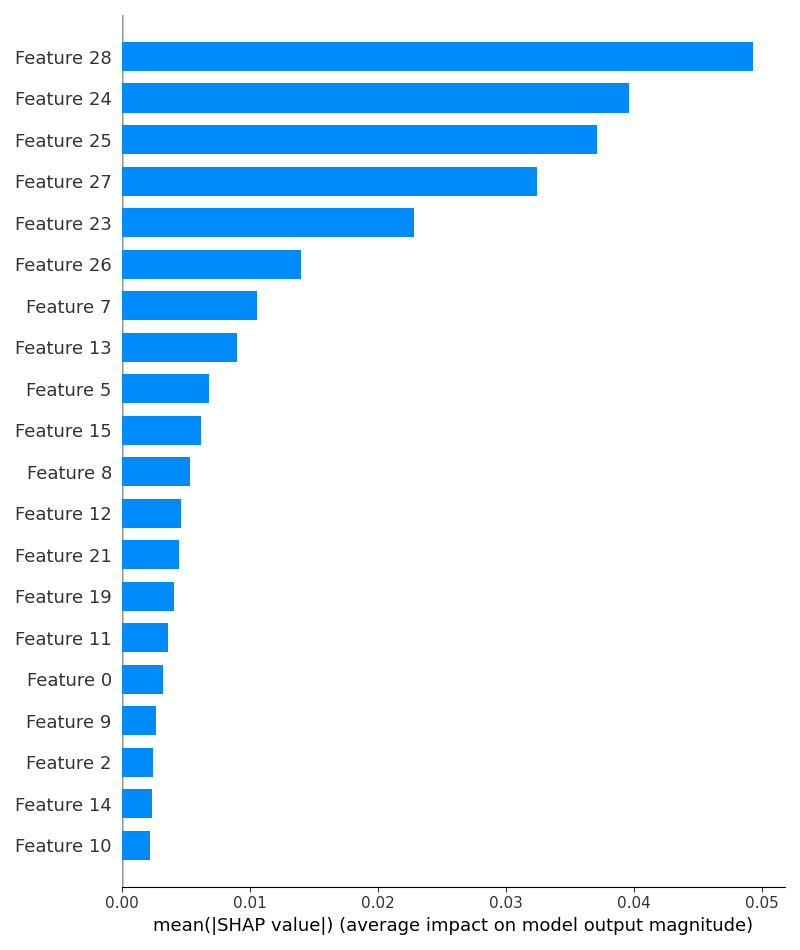 Feature 28
Feature 24
Feature 25
Feature 27
Feature 23
Feature 26
Feature 7
Feature 13
Feature 5
Feature 15
Feature 8
Feature 12
Feature 21
Feature 19
Feature 11
Feature 0
Feature 9
Feature 2
Feature 14
Feature 10
0.00 0.01 0.02 0.03 0.04 0.05
mean(|SHAP value|) (average impact on model output magnitude)